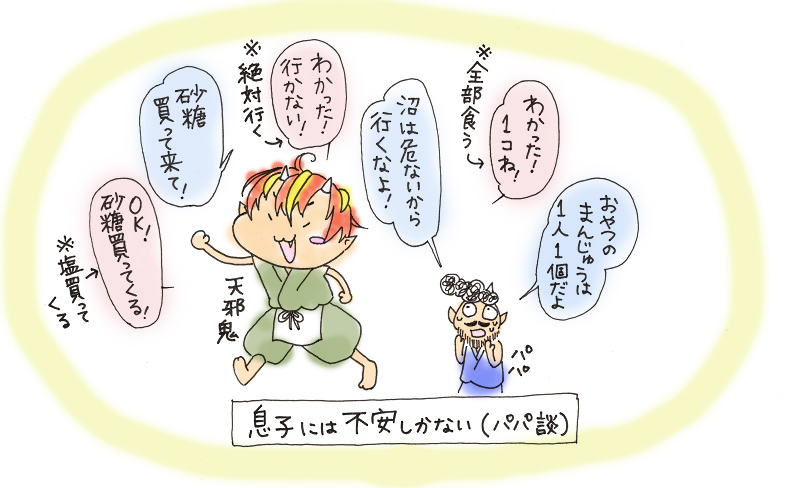 おやつの
まんじゅうは
1人1個だよ
わかった!
1コね!
※全部食う
沼は危ないから
行くなよ!
わかった!
行かない!
※絶対行く
砂糖
買って来て!
OK!
砂糖買ってくる!
※塩買って
くる
天邪鬼
パパ
息子には不安しかない(パパ談)